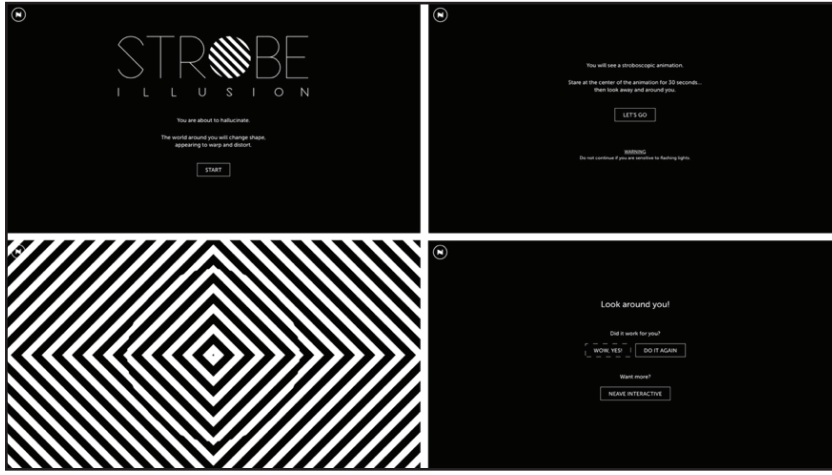 STROBE
ILLUSION
You are about to hallucinate.
The world around you will change shape,
appearing to warp and distort.
START
You will see a stroboscopic animation.
Stare at the center of the animation for 30 seconds...
then look away and around you.
LET'S GO
WARNING
Do not continue if you are sensitive to flashing lights.
Look around you!
Did it work for you?
WOW, YES!
DO IT AGAIN
Want more?
NEAVE INTERACTIVE